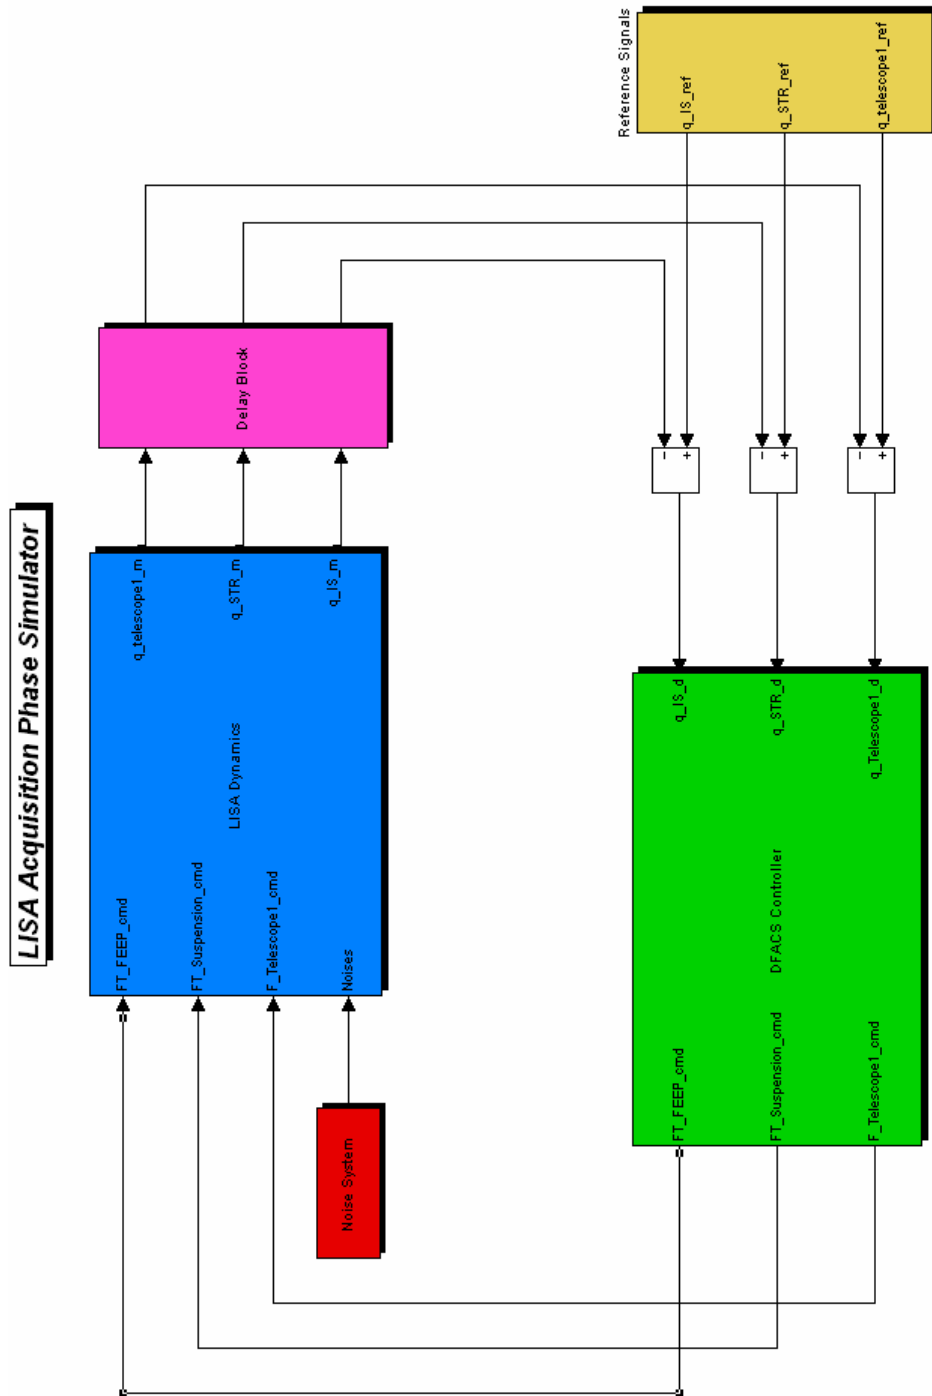 LISA Acquisition Phase Simulator
FT_FEEP_cmd
FT_Suspension_cmd
F_Telescope1_cmd
Noises
LISA Dynamics
q_telescope1_m
q_STR_m
q_IS_m
Delay Block
Noise System
Reference Signals
q_IS_ref
q_STR_ref
q_telescope1_ref
-
+
-
+
-
+
q_IS_d
q_STR_d
q_Telescope1_d
DFACS Controller
FT_FEEP_cmd
FT_Suspension_cmd
F_Telescope1_cmd